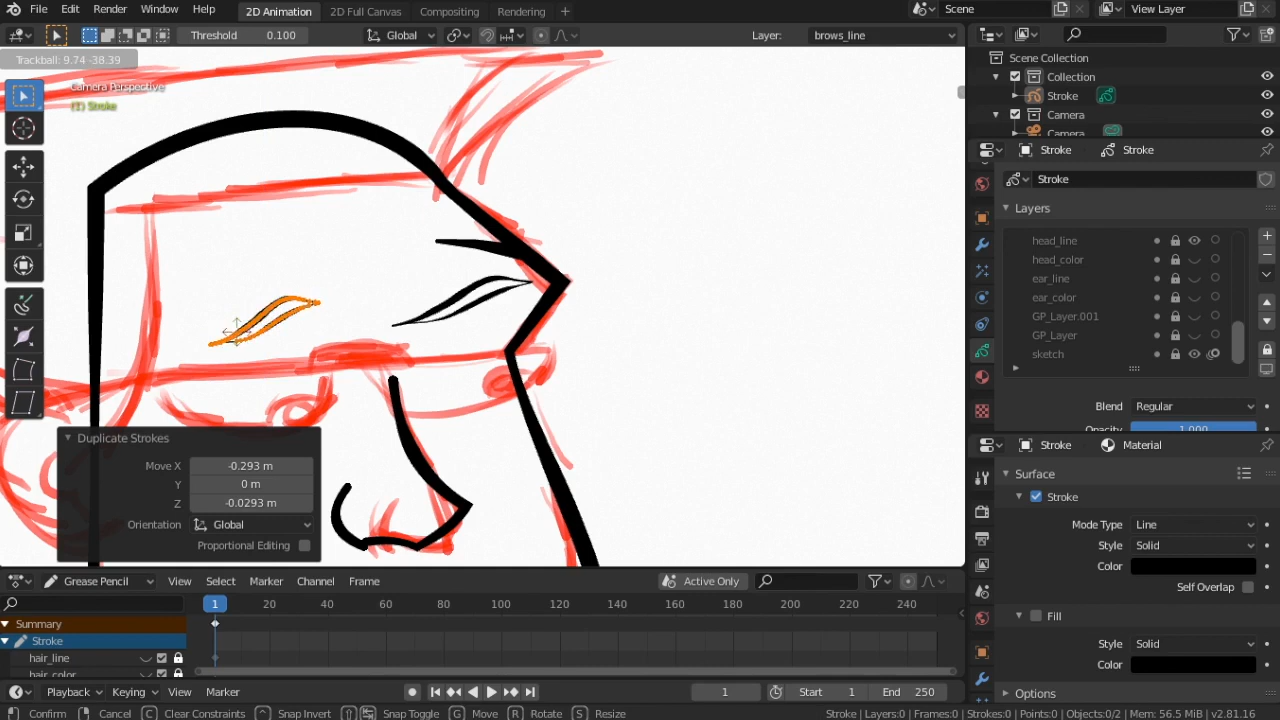 File Edit Render Window Help 2D Animation 2D Full Canvas Compositing Rendering + Scene View Layer
Threshold 0.100 Global Layer: brows_line
Trackball: 9.74 -38.39
Camera Perspective
(1) Stroke
Scene Collection
Collection
Stroke
Camera
Camera
Stroke Stroke
Stroke
Layers
head_line
head_color
ear_line
ear_color
GP_Layer.001
GP_Layer
sketch
Blend Regular
Opacity 1.000
Stroke Material
Surface
Stroke
Mode Type Line
Style Solid
Color
Self Overlap
Fill
Style Solid
Color
Options
Duplicate Strokes
Move X -0.293 m
Y 0 m
Z -0.0293 m
Orientation Global
Proportional Editing
Grease Pencil View Select Marker Channel Frame Active Only
1 20 40 60 80 100 120 140 160 180 200 220 240
Summary
Stroke
hair_line
hair_color
Playback Keying View Marker 1 Start 1 End 250
Confirm Cancel C Clear Constraints Snap Invert Snap Toggle G Move R Rotate S Resize Stroke | Layers:0 | Frames:0 | Strokes:0 | Points:0 | Objects:0/2 | Mem: 56.5 MiB | v2.81.16